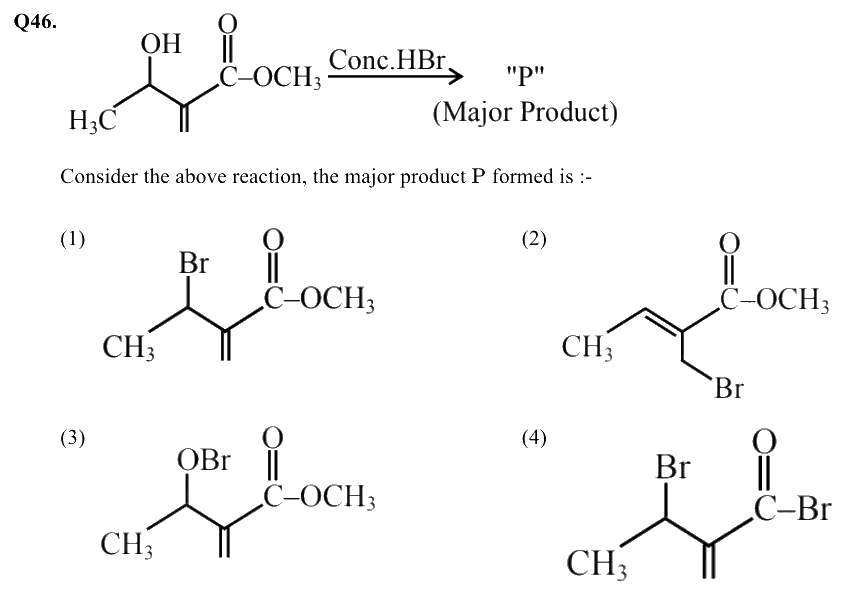 Q46.
OH
O
C–OCH3
H3C
Conc.HBr
"P"
(Major Product)
Consider the above reaction, the major product P formed is :-
(1)
Br
O
C–OCH3
CH3
(2)
O
C–OCH3
CH3
Br
(3)
OBr
O
C–OCH3
CH3
(4)
Br
O
C–Br
CH3